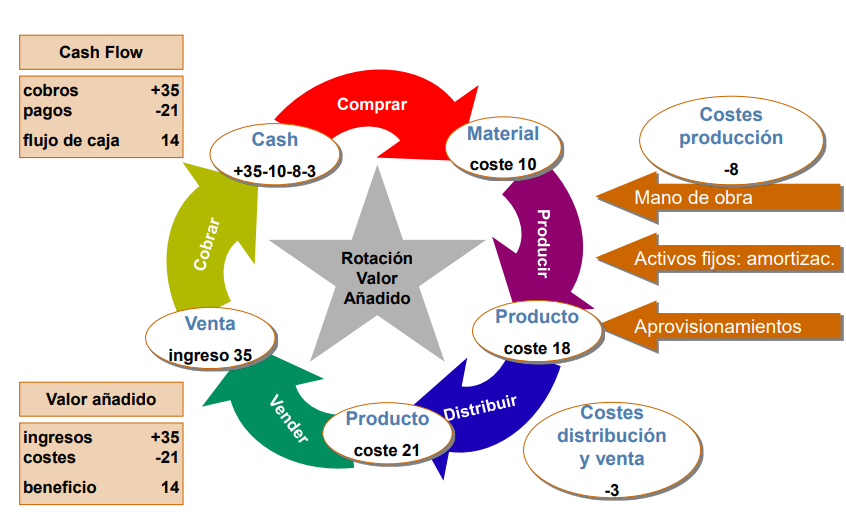 Cash Flow
cobros +35
pagos -21
flujo de caja 14
Comprar
Cash
+35-10-8-3
Material
coste 10
Costes
producción
-8
Mano de obra
Activos fijos: amortizac.
Aprovisionamientos
Producir
Cobrar
Rotación
Valor
Añadido
Venta
ingreso 35
Producto
coste 18
Distribuir
Vender
Producto
coste 21
Costes
distribución
y venta
-3
Valor añadido
ingresos +35
costes -21
beneficio 14